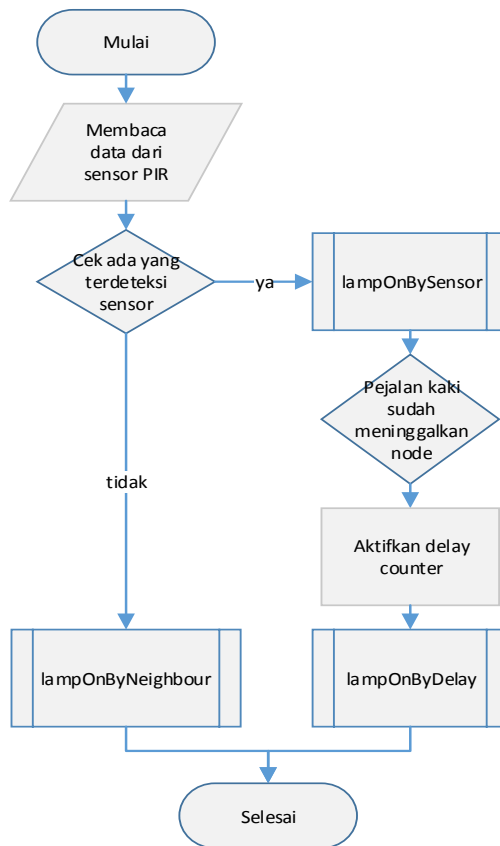 Mulai
Membaca
data dari
sensor PIR
Cek ada yang
terdeteksi
sensor
ya
lampOnBySensor
Pejalan kaki
sudah
meninggalkan
node
tidak
Aktifkan delay
counter
lampOnByNeighbour
lampOnByDelay
Selesai